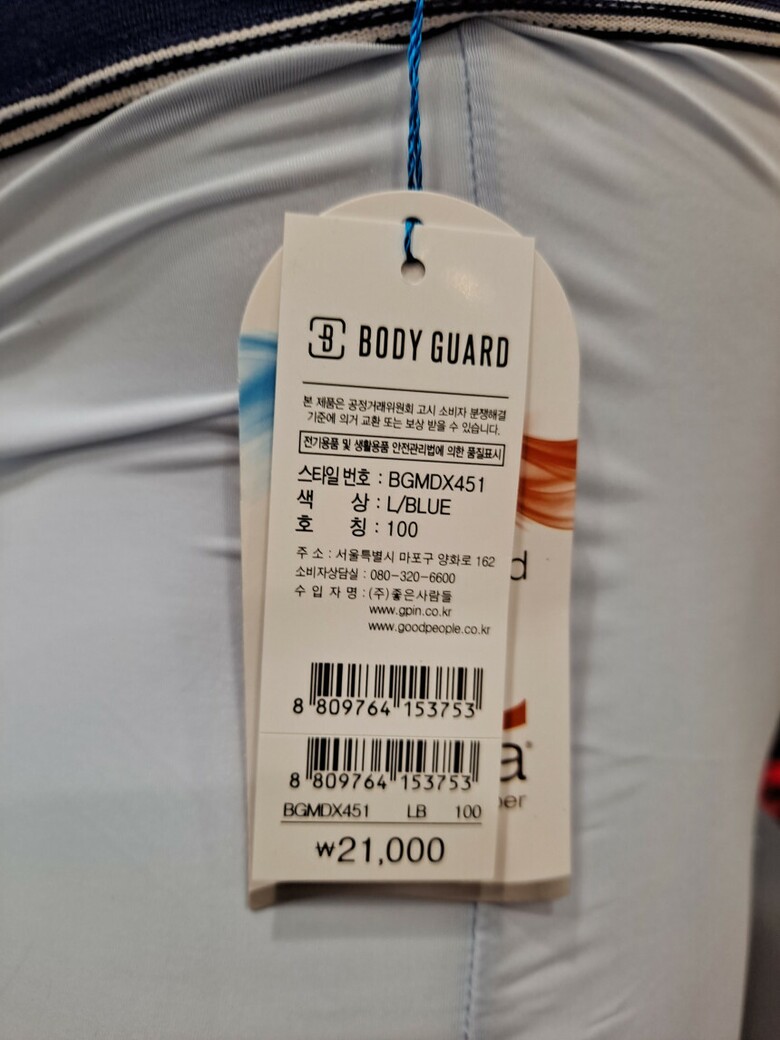 B BODY GUARD
본 제품은 공정거래위원회 고시 소비자 분쟁해결
기준에 의거 교환 또는 보상 받을 수 있습니다.
전기용품 및 생활용품 안전관리법에 의한 품질표시
스타일 번호 : BGMDX451
색 상 : L/BLUE
호 칭 : 100
주 소 : 서울특별시 마포구 양화로 162
소비자상담실 : 080-320-6600
수 입 자 명 : (주)좋은사람들
www.gpin.co.kr
www.goodpeople.co.kr
8 809764 153753
8 809764 153753
BGMDX451 LB 100
₩21,000